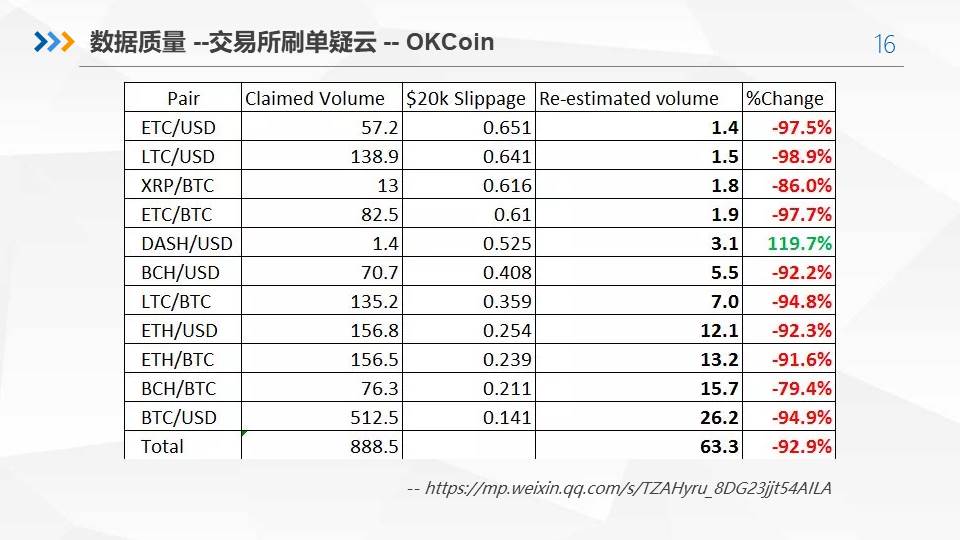 数据质量 --交易所刷单疑云 -- OKCoin
16
Pair Claimed Volume $20k Slippage Re-estimated volume %Change
ETC/USD 57.2 0.651 1.4 -97.5%
LTC/USD 138.9 0.641 1.5 -98.9%
XRP/BTC 13 0.616 1.8 -86.0%
ETC/BTC 82.5 0.61 1.9 -97.7%
DASH/USD 1.4 0.525 3.1 119.7%
BCH/USD 70.7 0.408 5.5 -92.2%
LTC/BTC 135.2 0.359 7.0 -94.8%
ETH/USD 156.8 0.254 12.1 -92.3%
ETH/BTC 156.5 0.239 13.2 -91.6%
BCH/BTC 76.3 0.211 15.7 -79.4%
BTC/USD 512.5 0.141 26.2 -94.9%
Total 888.5 63.3 -92.9%
-- https://mp.weixin.qq.com/s/TZAHyru_8DG23jjt54AILA